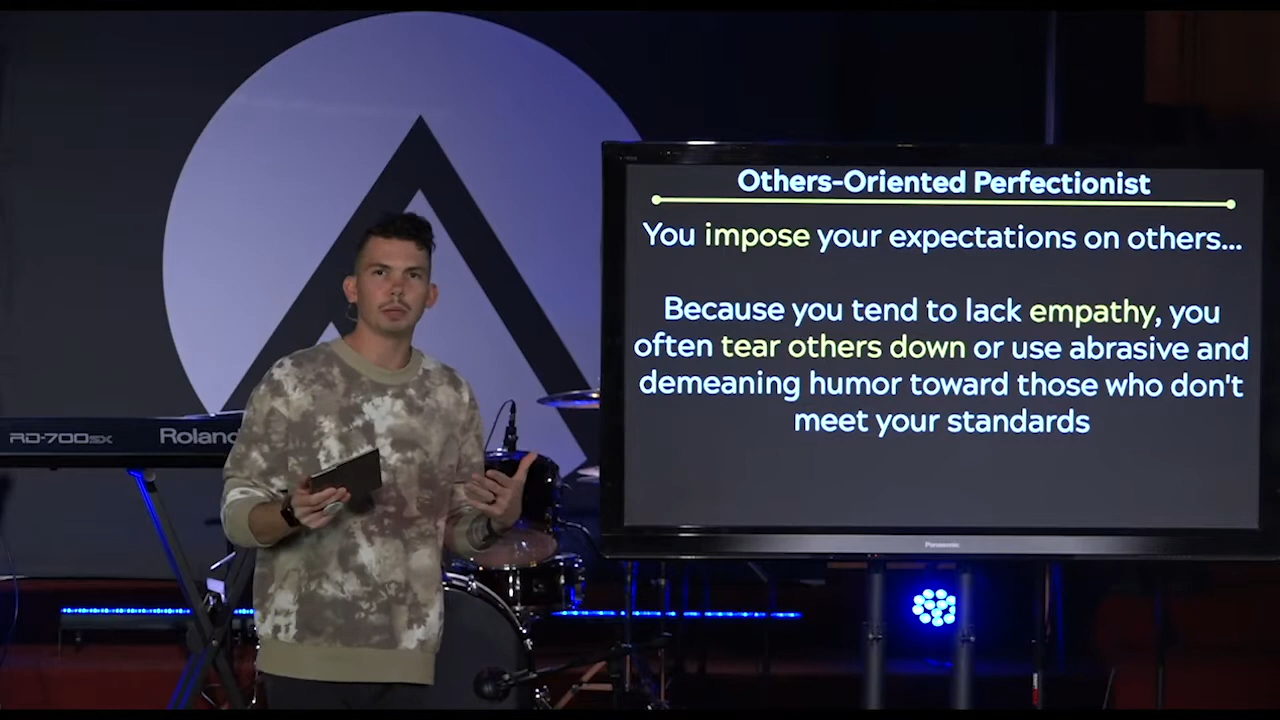 Others-Oriented Perfectionist
You impose your expectations on others...
Because you tend to lack empathy, you
often tear others down or use abrasive and
demeaning humor toward those who don't
meet your standards
RD-700SX Roland
Panasonic